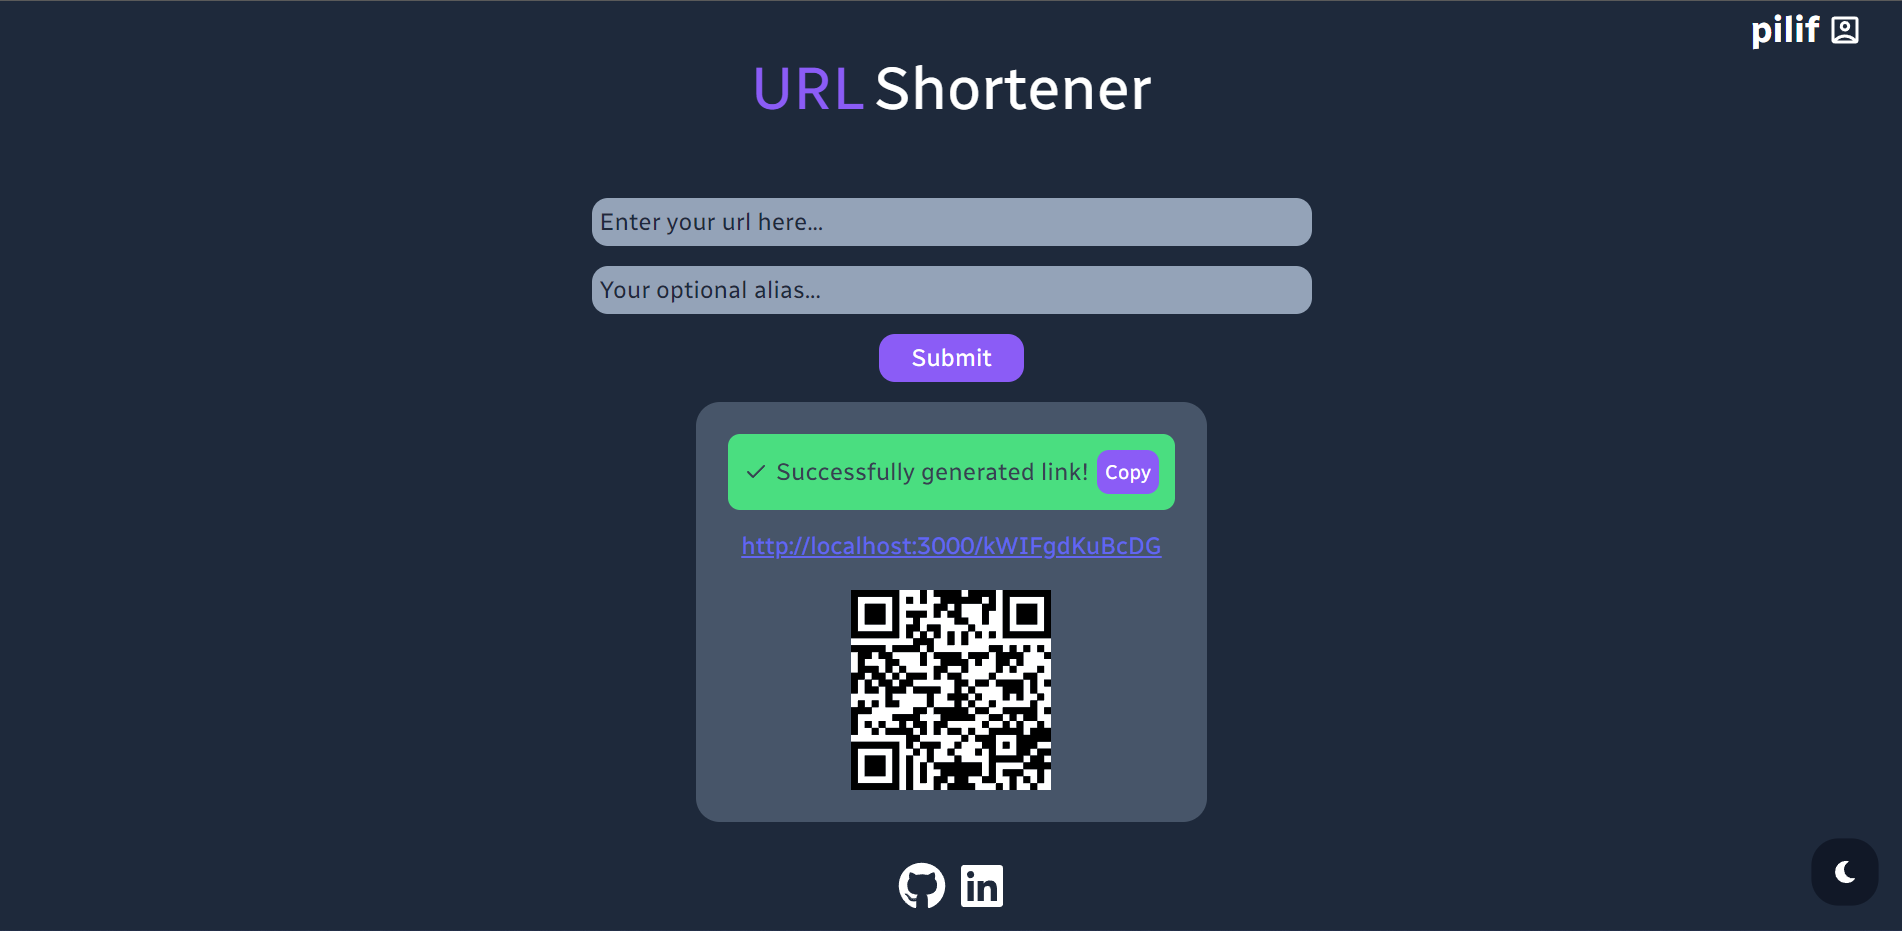 pilif
URL Shortener
Enter your url here...
Your optional alias...
Submit
Successfully generated link! Copy
http://localhost:3000/kWIFgdKuBcDG
in